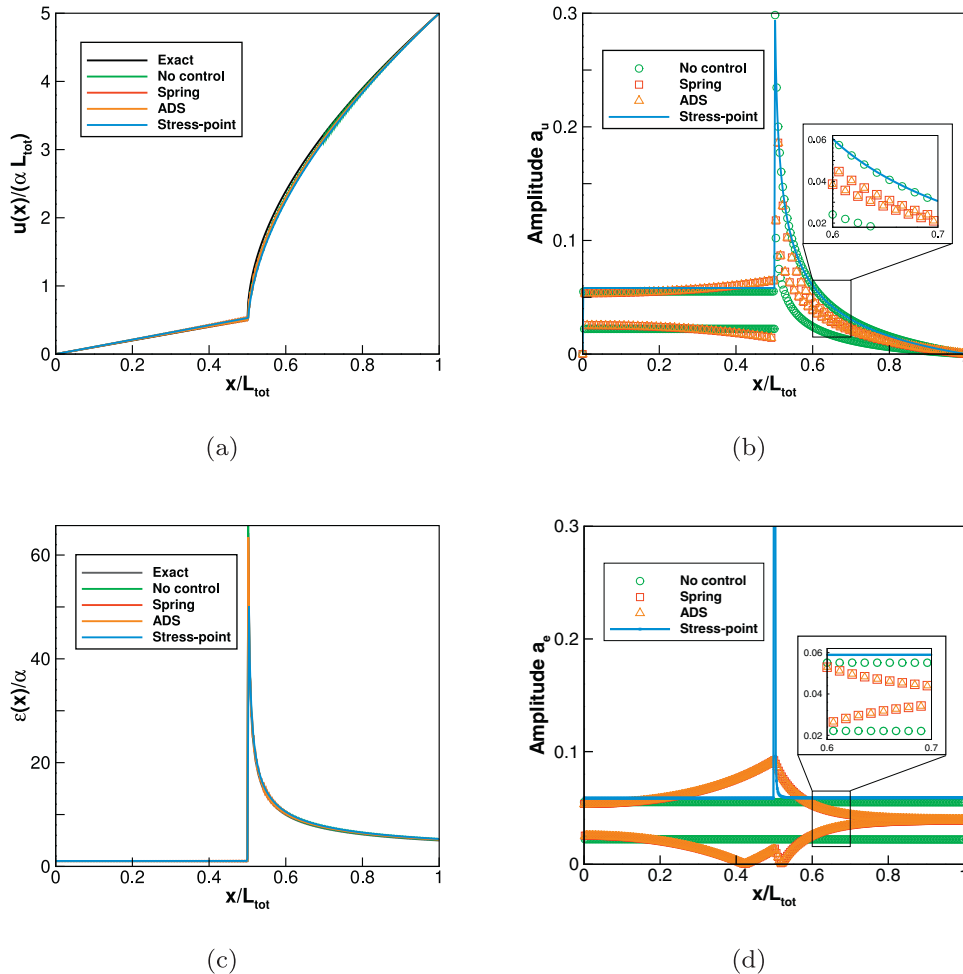 u(x)/(α L_tot)
5
4
3
2
1
0
0 0.2 0.4 0.6 0.8 1
x/L_tot
Exact
No control
Spring
ADS
Stress-point
(a)
Amplitude a_u
0.3
0.2
0.1
0
0 0.2 0.4 0.6 0.8 1
x/L_tot
No control
Spring
ADS
Stress-point
0.06
0.04
0.02
0.6 0.7
(b)
ε(x)/α
60
40
20
0
0 0.2 0.4 0.6 0.8 1
x/L_tot
Exact
No control
Spring
ADS
Stress-point
(c)
Amplitude a_e
0.3
0.2
0.1
0
0 0.2 0.4 0.6 0.8 1
x/L_tot
No control
Spring
ADS
Stress-point
0.06
0.04
0.02
0.6 0.7
(d)